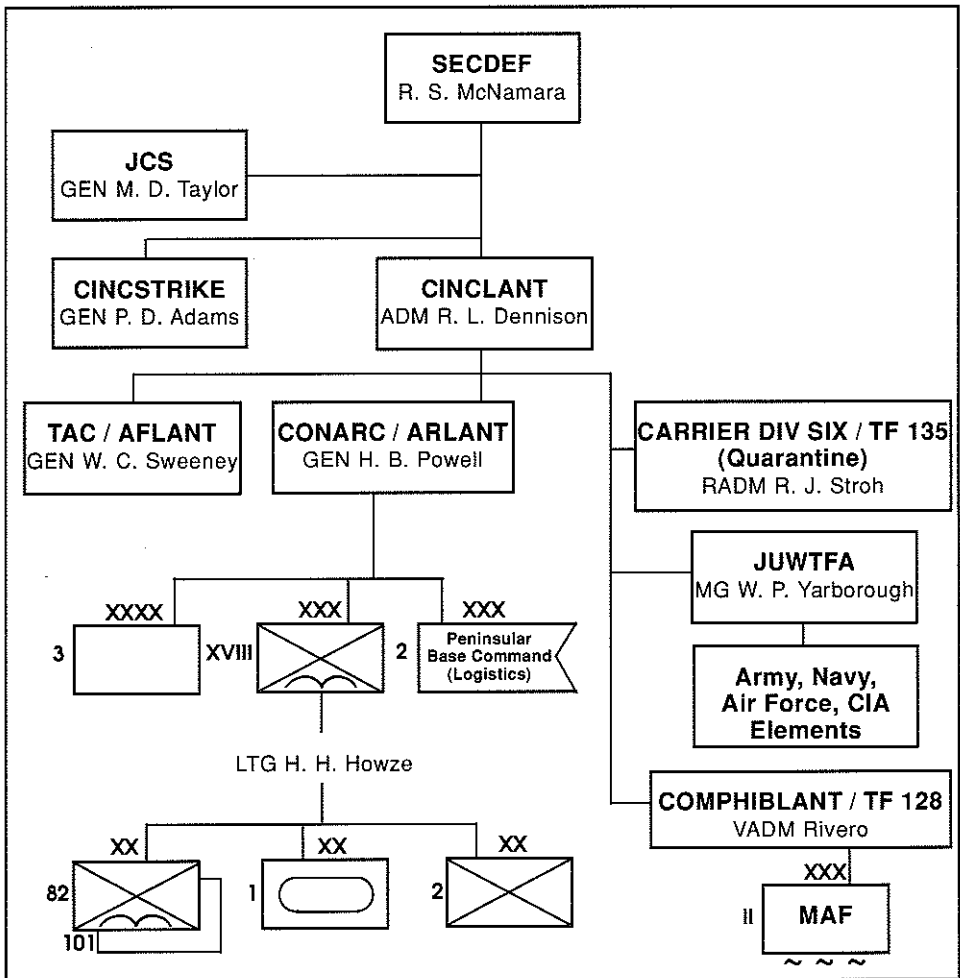 SECDEF
R. S. McNamara
JCS
GEN M. D. Taylor
CINCSTRIKE
GEN P. D. Adams
CINCLANT
ADM R. L. Dennison
TAC / AFLANT
GEN W. C. Sweeney
CONARC / ARLANT
GEN H. B. Powell
CARRIER DIV SIX / TF 135
(Quarantine)
RADM R. J. Stroh
JUWTFA
MG W. P. Yarborough
Army, Navy,
Air Force, CIA
Elements
XXXX
3
XXX
XVIII
XXX
2
Peninsular
Base Command
(Logistics)
LTG H. H. Howze
COMPHIBLANT / TF 128
VADM Rivero
XX
82
101
XX
1
XX
2
XXX
II
MAF